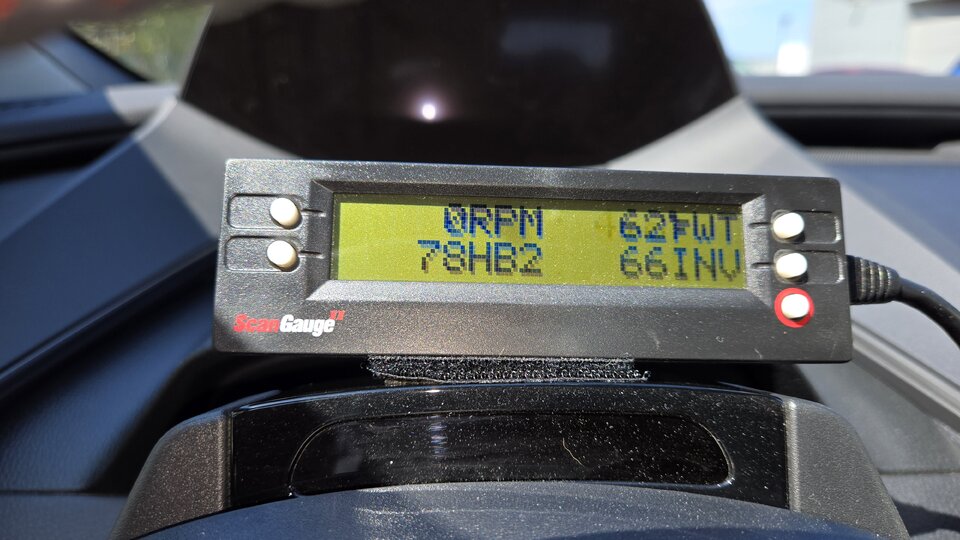 0RPM 62FWT
78HB2 66INV
ScanGauge II